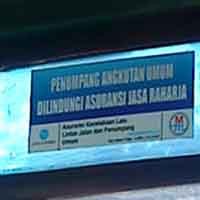 PENUMPANG ANGKUTAN UMUM
DILINDUNGI ASURANSI JASA RAHARJA
Asuransi Kecelakaan Lalu
Lintas Jalan dan Penumpang
Umum